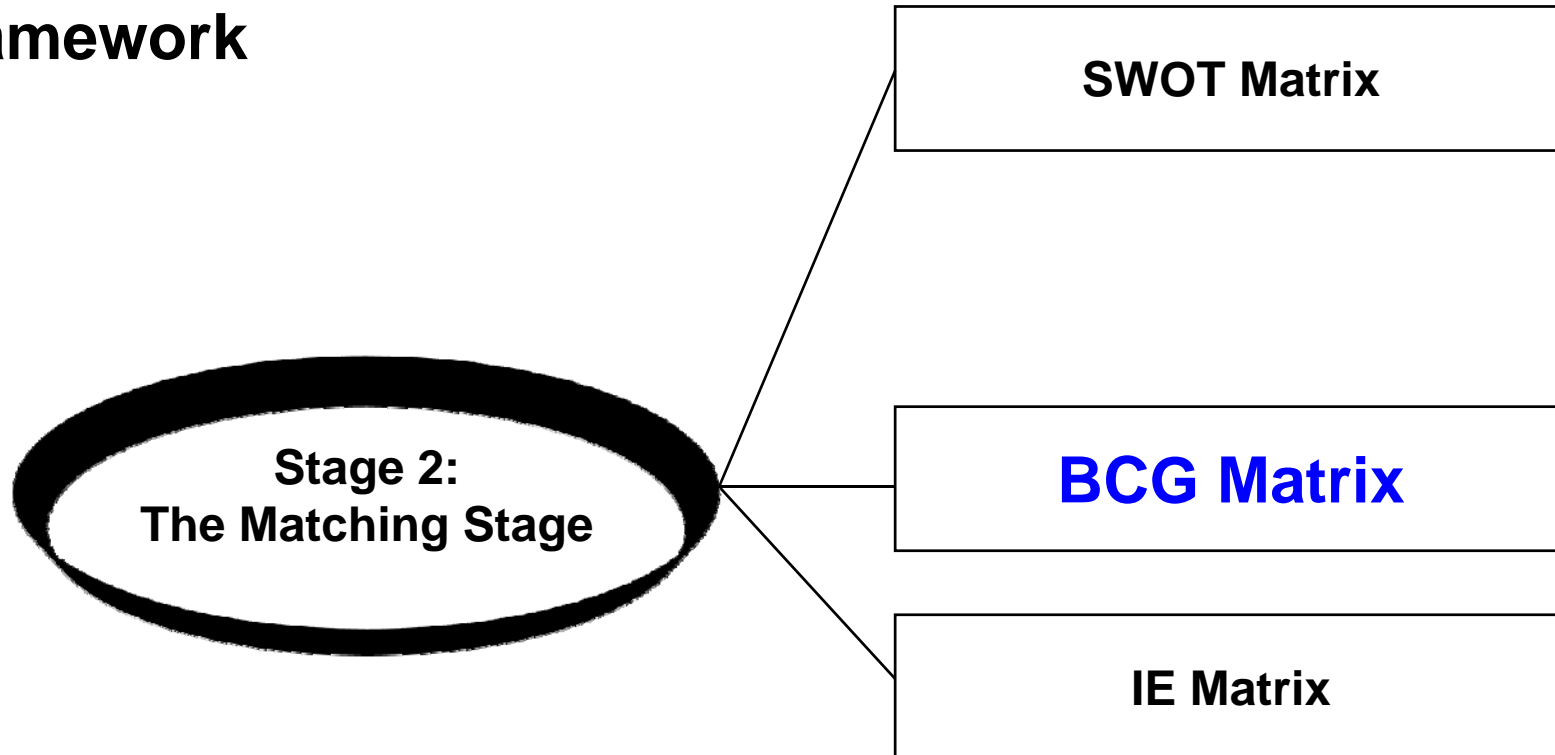 amework
SWOT Matrix
Stage 2:
The Matching Stage
BCG Matrix
IE Matrix